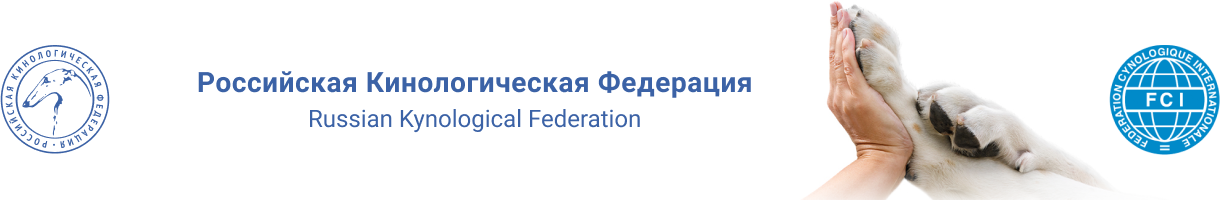 РОССИЙСКАЯ КИНОЛОГИЧЕСКАЯ ФЕДЕРАЦИЯ •
Российская Кинологическая Федерация
Russian Kynological Federation
FEDERATION CYNOLOGIQUE INTERNATIONALE =
FCI